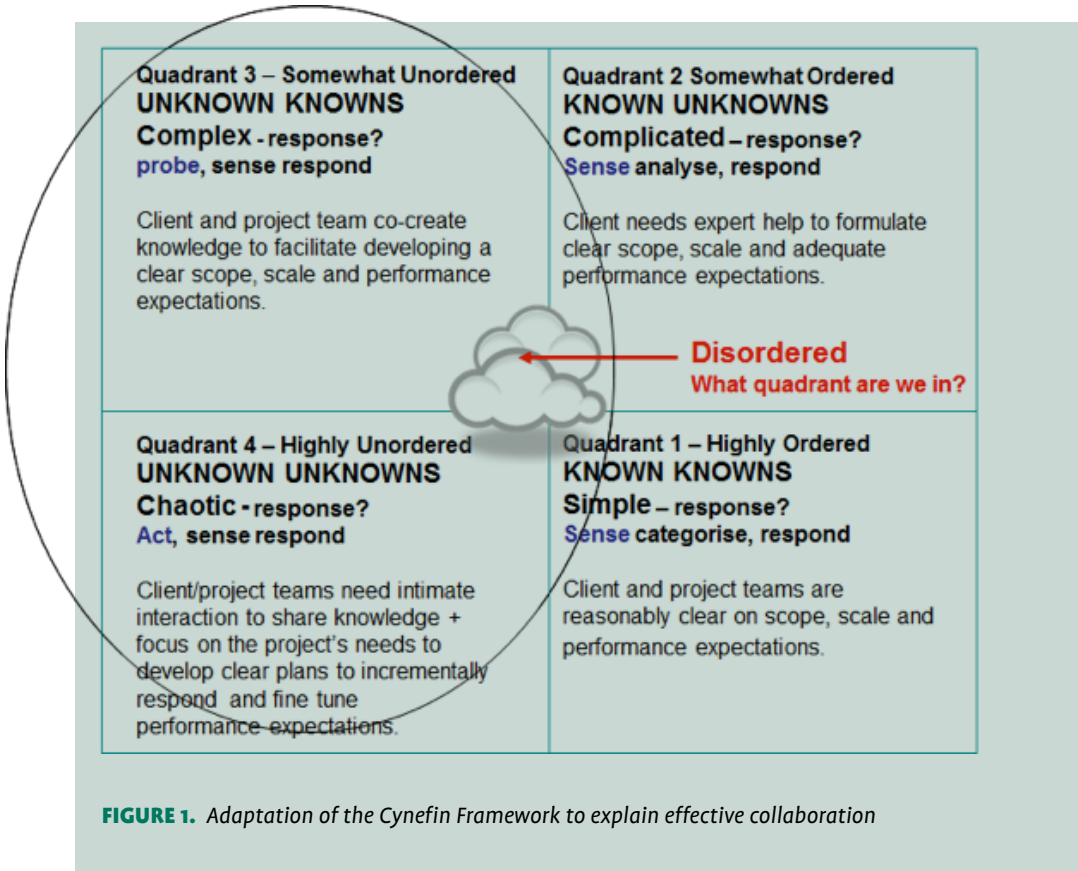 Quadrant 3 – Somewhat Unordered
UNKNOWN KNOWNS
Complex - response?
probe, sense respond
Client and project team co-create
knowledge to facilitate developing a
clear scope, scale and performance
expectations.
Quadrant 2 Somewhat Ordered
KNOWN UNKNOWNS
Complicated – response?
Sense analyse, respond
Client needs expert help to formulate
clear scope, scale and adequate
performance expectations.
Disordered
What quadrant are we in?
Quadrant 4 – Highly Unordered
UNKNOWN UNKNOWNS
Chaotic - response?
Act, sense respond
Client/project teams need intimate
interaction to share knowledge +
focus on the project's needs to
develop clear plans to incrementally
respond and fine tune
performance expectations.
Quadrant 1 – Highly Ordered
KNOWN KNOWNS
Simple – response?
Sense categorise, respond
Client and project teams are
reasonably clear on scope, scale and
performance expectations.
FIGURE 1. Adaptation of the Cynefin Framework to explain effective collaboration